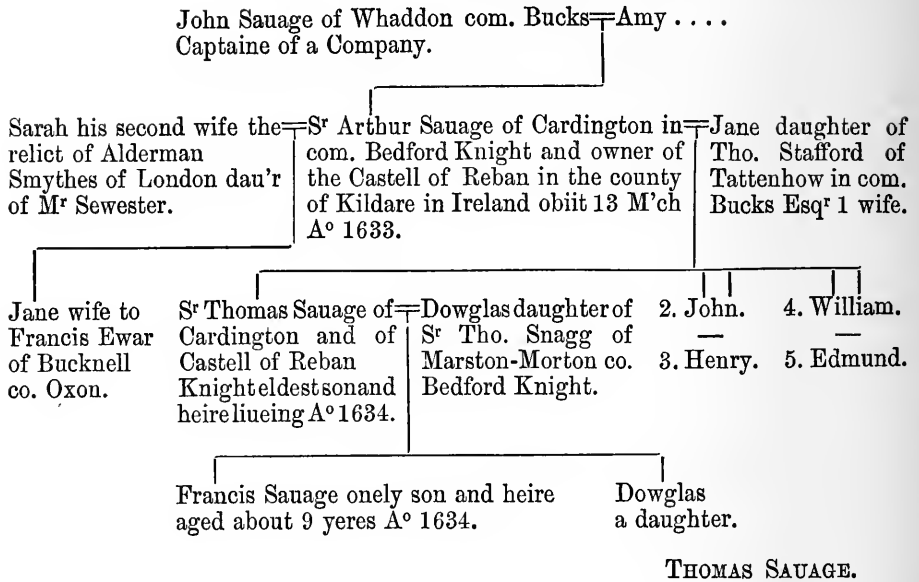 John Sauage of Whaddon com. Bucks Amy . . . .
Captaine of a Company.
Sarah his second wife the
relict of Alderman
Smythes of London dau'r
of Mr Sewester.
Sr Arthur Sauage of Cardington in
com. Bedford Knight and owner of
the Castell of Reban in the county
of Kildare in Ireland obiit 13 M'ch
Aº 1633.
Jane daughter of
Tho. Stafford of
Tattenhow in com.
Bucks Esqr 1 wife.
Jane wife to
Francis Ewar
of Bucknell
co. Oxon.
Sr Thomas Sauage of
Cardington and of
Castell of Reban
Knight eldest son and
heire liueing Aº 1634.
Dowglas daughter of
Sr Tho. Snagg of
Marston-Morton co.
Bedford Knight.
2. John.
3. Henry.
4. William.
5. Edmund.
Francis Sauage onely son and heire
aged about 9 yeres Aº 1634.
Dowglas
a daughter.
THOMAS SAUAGE.